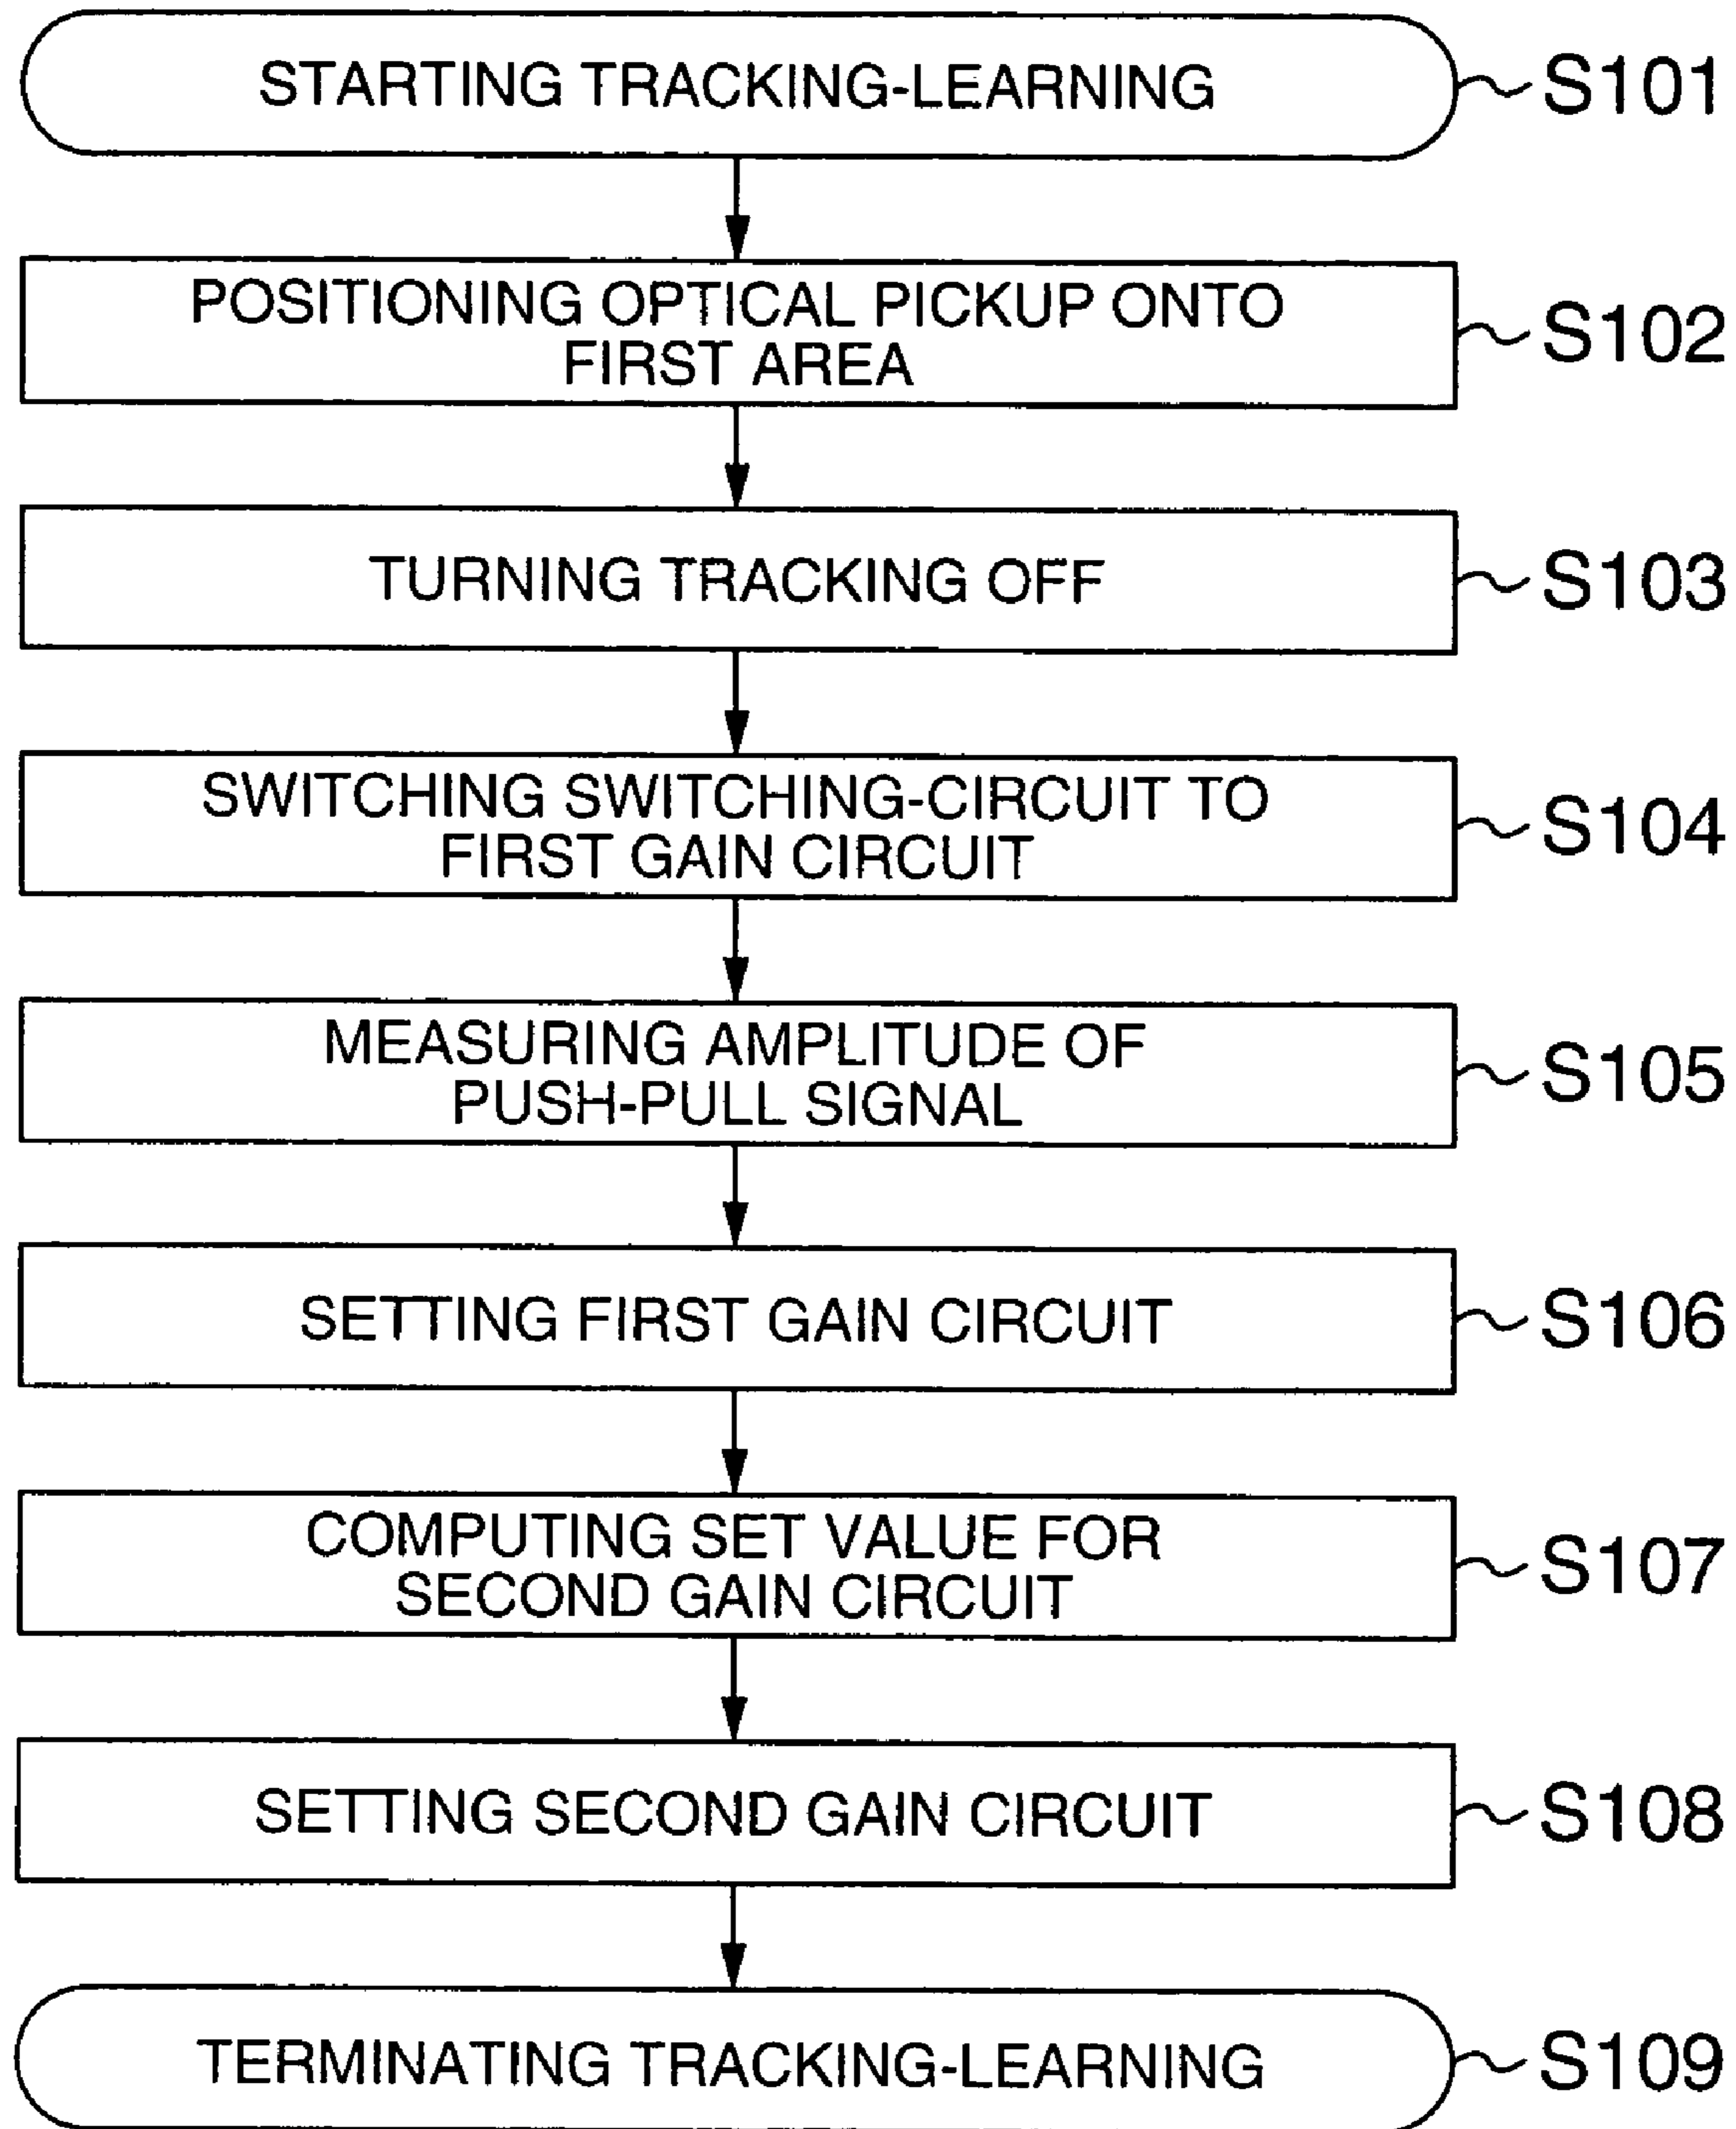 STARTING TRACKING-LEARNING
S101
POSITIONING OPTICAL PICKUP ONTO
FIRST AREA
S102
TURNING TRACKING OFF
S103
SWITCHING SWITCHING-CIRCUIT TO
FIRST GAIN CIRCUIT
S104
MEASURING AMPLITUDE OF
PUSH-PULL SIGNAL
S105
SETTING FIRST GAIN CIRCUIT
S106
COMPUTING SET VALUE FOR
SECOND GAIN CIRCUIT
S107
SETTING SECOND GAIN CIRCUIT
S108
TERMINATING TRACKING-LEARNING
S109